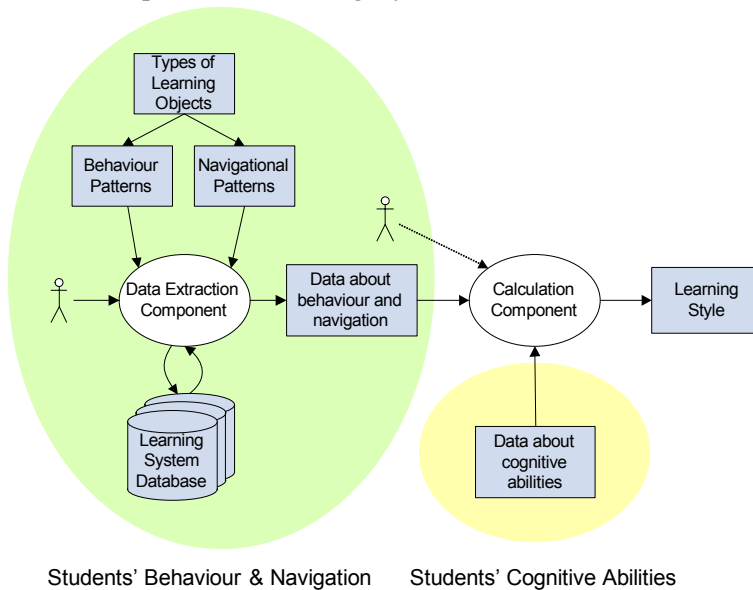 Types of
Learning
Objects
Behaviour
Patterns
Navigational
Patterns
Data Extraction
Component
Data about
behaviour and
navigation
Calculation
Component
Learning
Style
Learning
System
Database
Data about
cognitive
abilities
Students' Behaviour & Navigation
Students' Cognitive Abilities